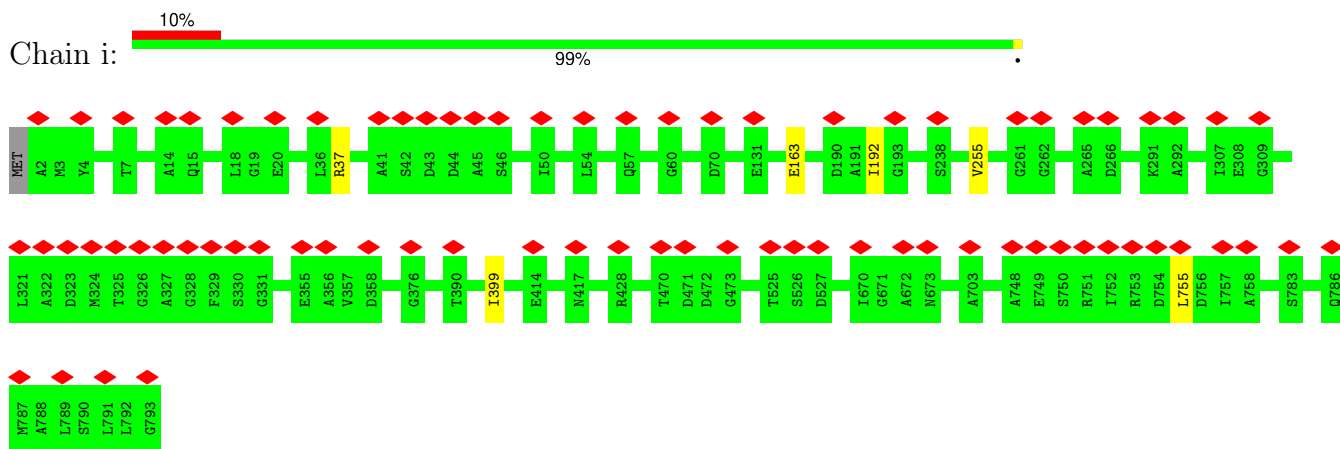 10%
Chain i:
99%
•
MET A2 M3 Y4 T7 A14 Q15 L18 G19 E20 L36 R37 A41 S42 D43 D44 A45 S46 I50 L54 Q57 G60 D70 E131 E163 D190 A191 I192 G193 S238 V255 G261 G262 A265 D266 K291 A292 I307 E308 G309
L321 A322 D323 M324 T325 G326 A327 G328 F329 S330 G331 E355 A356 V357 D358 G376 T390 I399 E414 N417 R428 T470 D471 D472 G473 T525 S526 D527 I670 G671 A672 N673 A703 A748 E749 S750 R751 I752 R753 D754 L755 D756 I757 A758 S783 Q786
M787 A788 L789 S790 L791 L792 G793